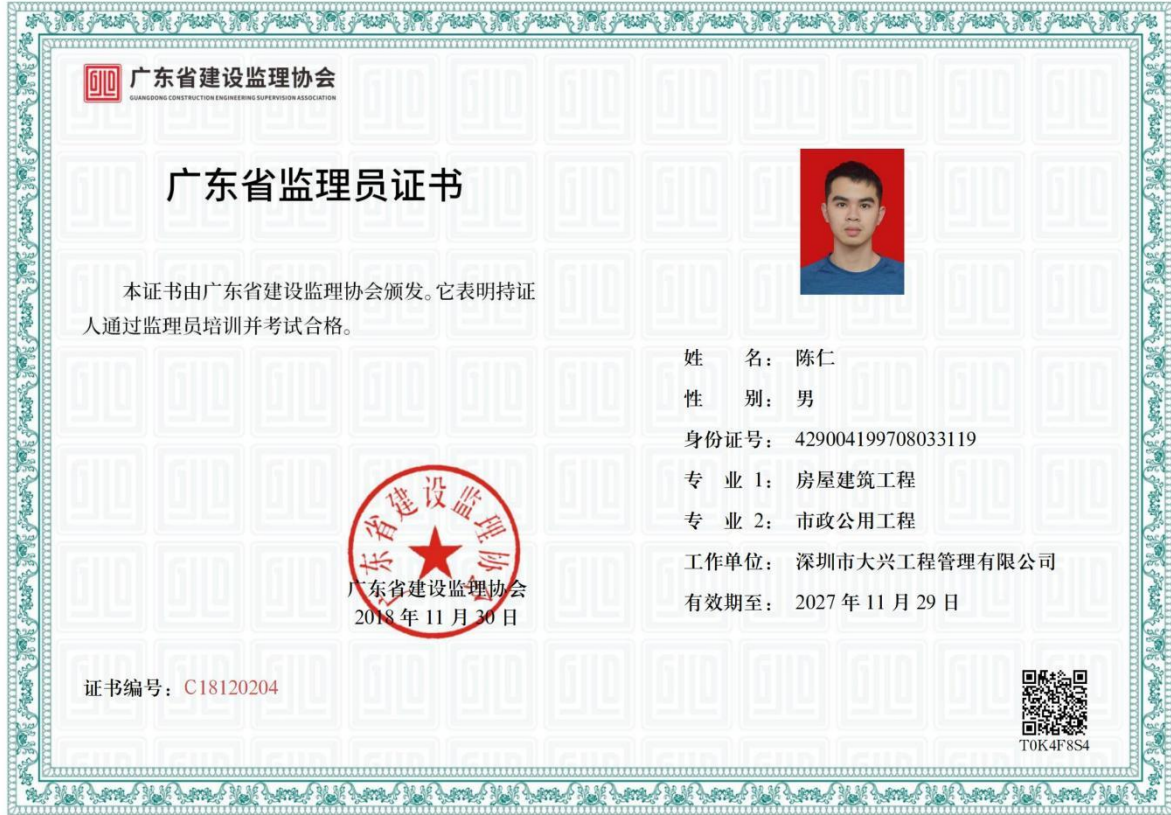 广东省建设监理协会
GUANGDONG CONSTRUCTION ENGINEERING SUPERVISION ASSOCIATION
广东省监理员证书
本证书由广东省建设监理协会颁发。它表明持证
人通过监理员培训并考试合格。
姓 名： 陈仁
性 别： 男
身份证号： 429004199708033119
专 业 1： 房屋建筑工程
专 业 2： 市政公用工程
工作单位： 深圳市大兴工程管理有限公司
有效期至： 2027 年 11 月 29 日
广东省建设监理协会
广东省建设监理协会
2018 年 11 月 30 日
证书编号：C18120204
T0K4F8S4